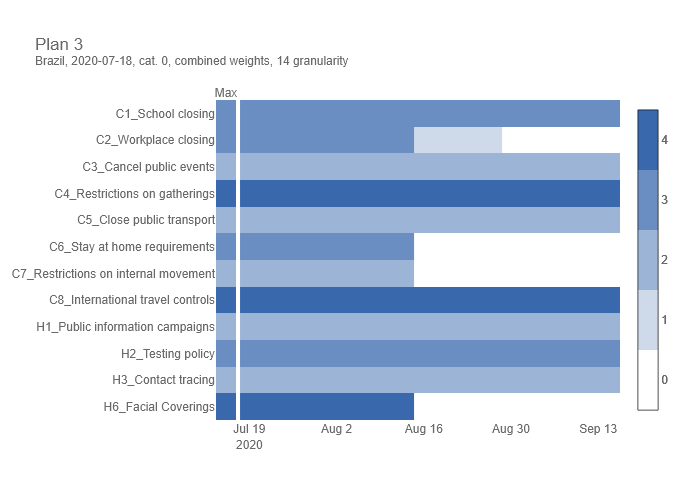 Plan 3
Brazil, 2020-07-18, cat. 0, combined weights, 14 granularity
Max
C1_School closing
C2_Workplace closing
C3_Cancel public events
C4_Restrictions on gatherings
C5_Close public transport
C6_Stay at home requirements
C7_Restrictions on internal movement
C8_International travel controls
H1_Public information campaigns
H2_Testing policy
H3_Contact tracing
H6_Facial Coverings
Jul 19 Aug 2 Aug 16 Aug 30 Sep 13
2020
4
3
2
1
0